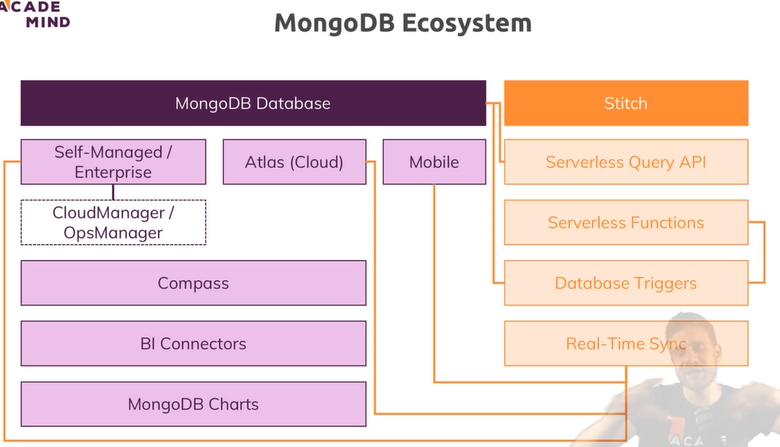 ACADE
MIND
MongoDB Ecosystem
MongoDB Database
Stitch
Self-Managed /
Enterprise
Atlas (Cloud)
Mobile
Serverless Query API
CloudManager /
OpsManager
Serverless Functions
Compass
Database Triggers
BI Connectors
Real-Time Sync
MongoDB Charts
ACA